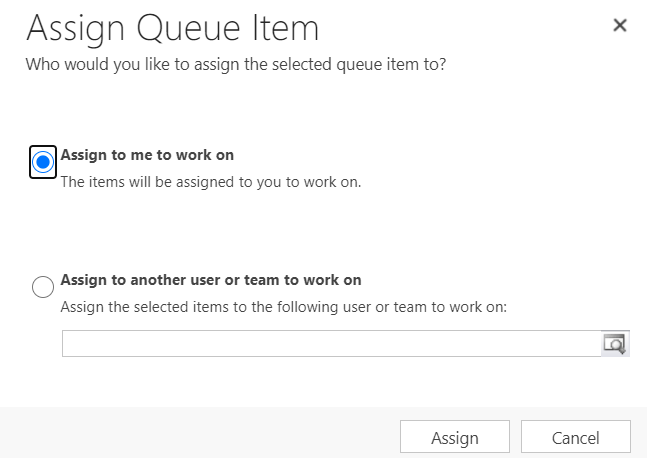 Assign Queue Item
Who would you like to assign the selected queue item to?
Assign to me to work on
The items will be assigned to you to work on.
Assign to another user or team to work on
Assign the selected items to the following user or team to work on:
Assign
Cancel